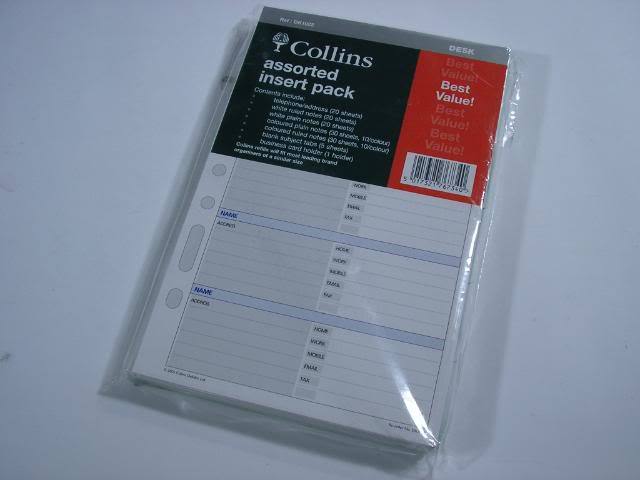 DESK
Collins
assorted
insert pack
Contents include:
telephone/address (20 sheets)
white ruled notes (20 sheets)
white plain notes (20 sheets)
coloured plain notes (30 sheets, 10/colour)
coloured ruled notes (30 sheets, 10/colour)
blank subject tabs (5 sheets)
business card holder (1 holder)
Collins refills will fit most leading brand
organisers of a similar size
Best
Value!
Best
Value!
Best
Value!
Best
Value!
WORK
MOBILE
EMAIL
FAX
NAME
ADDRESS
HOME
WORK
MOBILE
EMAIL
FAX
NAME
ADDRESS
HOME
WORK
MOBILE
EMAIL
FAX